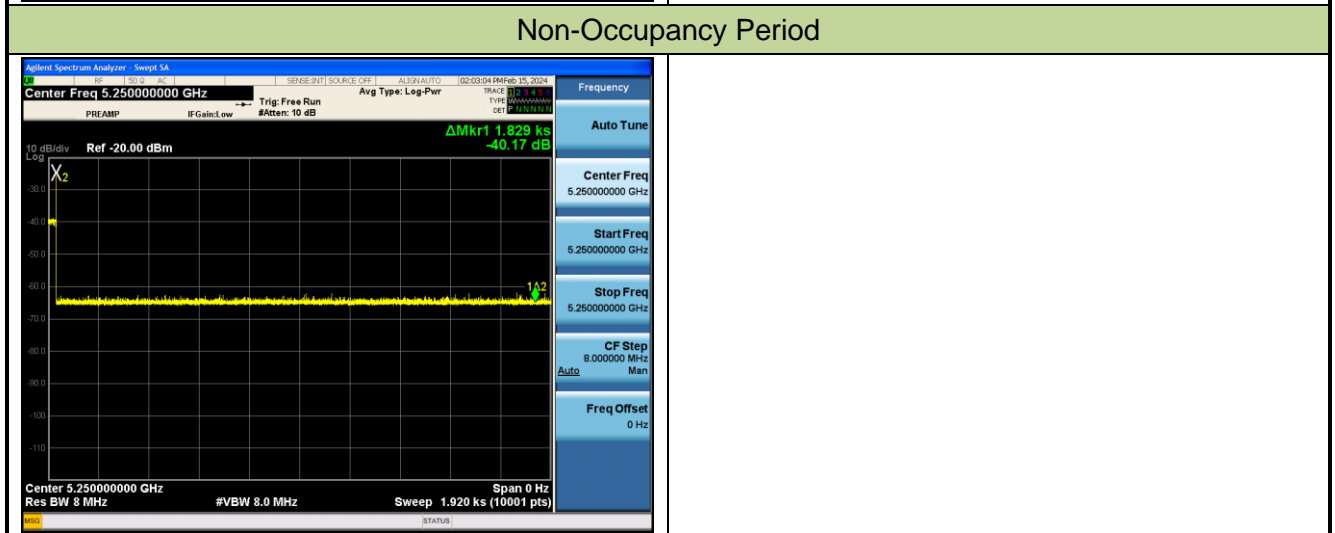 Non-Occupancy Period
Agilent Spectrum Analyzer - Swept SA
RF 50 Ω AC SENSE:INT SOURCE OFF ALIGN AUTO 02:03:04 PM Feb 15, 2024
Center Freq 5.250000000 GHz
Avg Type: Log-Pwr
TRACE 1 2 3 4 5 6
Trig: Free Run
TYPE
PREAMP IFGain:Low #Atten: 10 dB
DET P N N N N N
Frequency
Auto Tune
ΔMkr1 1.829 ks
-40.17 dB
10 dB/div Ref -20.00 dBm
Log
X2
-30.0
-40.0
-50.0
-60.0
1Δ2
-70.0
-80.0
-90.0
-100
-110
Center Freq
5.250000000 GHz
Start Freq
5.250000000 GHz
Stop Freq
5.250000000 GHz
CF Step
8.000000 MHz
Auto Man
Freq Offset
0 Hz
Center 5.250000000 GHz Span 0 Hz
Res BW 8 MHz #VBW 8.0 MHz Sweep 1.920 ks (10001 pts)
MSG STATUS